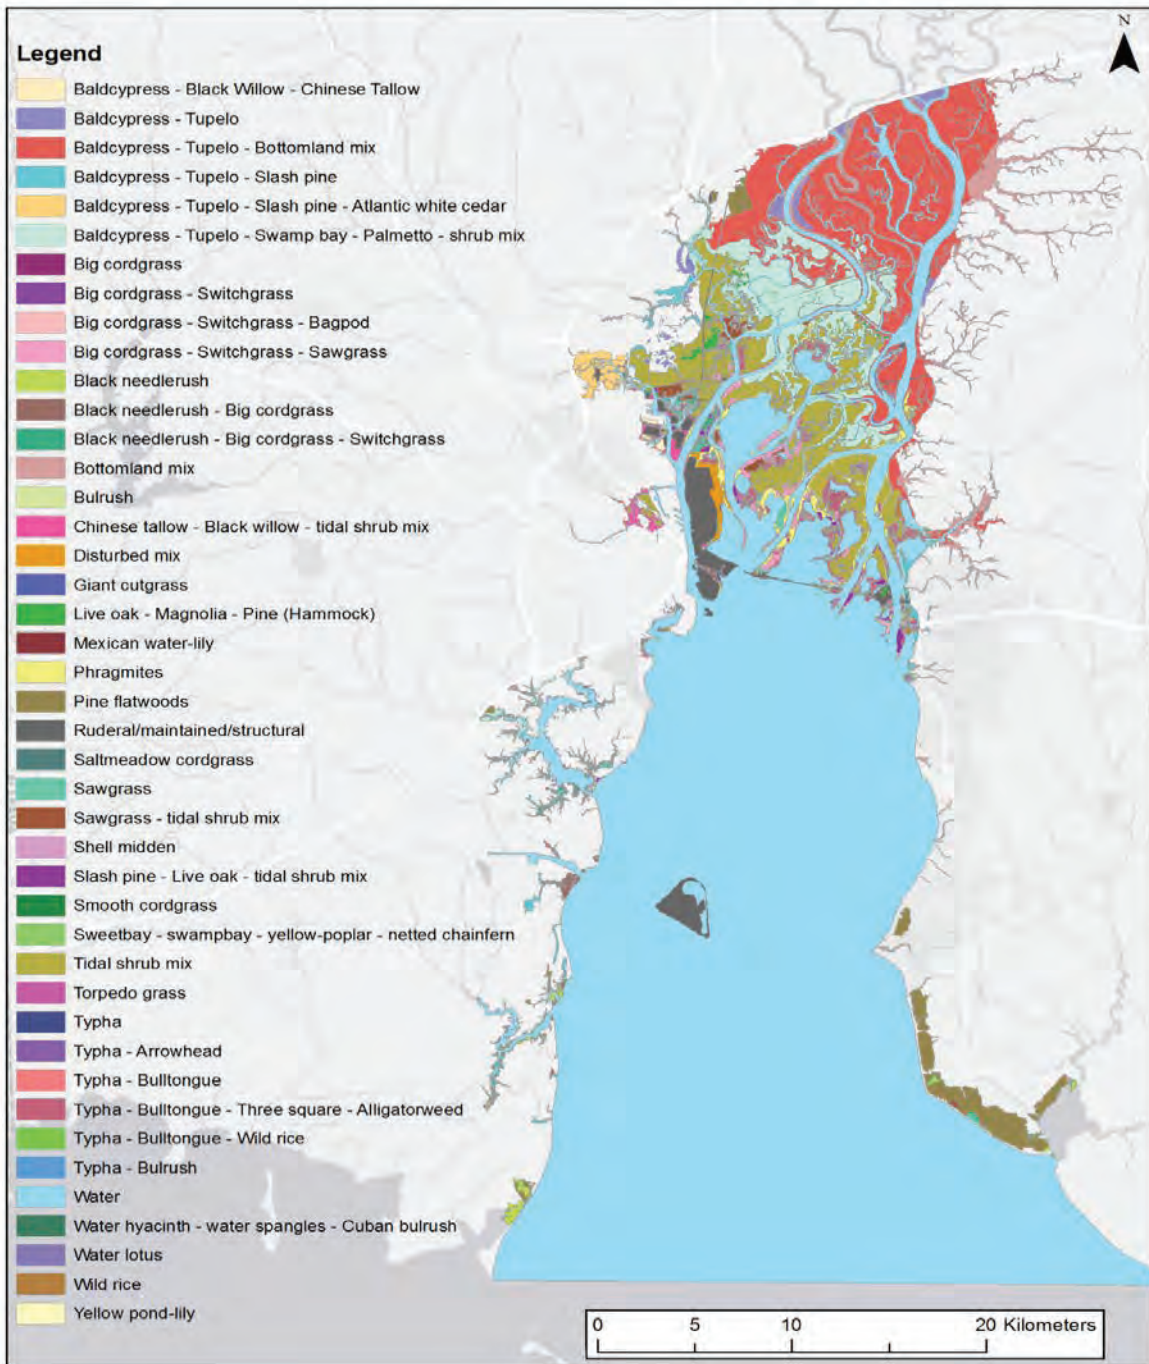 N
Legend
Baldcypress - Black Willow - Chinese Tallow
Baldcypress - Tupelo
Baldcypress - Tupelo - Bottomland mix
Baldcypress - Tupelo - Slash pine
Baldcypress - Tupelo - Slash pine - Atlantic white cedar
Baldcypress - Tupelo - Swamp bay - Palmetto - shrub mix
Big cordgrass
Big cordgrass - Switchgrass
Big cordgrass - Switchgrass - Bagpod
Big cordgrass - Switchgrass - Sawgrass
Black needlerush
Black needlerush - Big cordgrass
Black needlerush - Big cordgrass - Switchgrass
Bottomland mix
Bulrush
Chinese tallow - Black willow - tidal shrub mix
Disturbed mix
Giant cutgrass
Live oak - Magnolia - Pine (Hammock)
Mexican water-lily
Phragmites
Pine flatwoods
Ruderal/maintained/structural
Saltmeadow cordgrass
Sawgrass
Sawgrass - tidal shrub mix
Shell midden
Slash pine - Live oak - tidal shrub mix
Smooth cordgrass
Sweetbay - swampbay - yellow-poplar - netted chainfern
Tidal shrub mix
Torpedo grass
Typha
Typha - Arrowhead
Typha - Bulltongue
Typha - Bulltongue - Three square - Alligatorweed
Typha - Bulltongue - Wild rice
Typha - Bulrush
Water
Water hyacinth - water spangles - Cuban bulrush
Water lotus
Wild rice
Yellow pond-lily
0 5 10 20 Kilometers